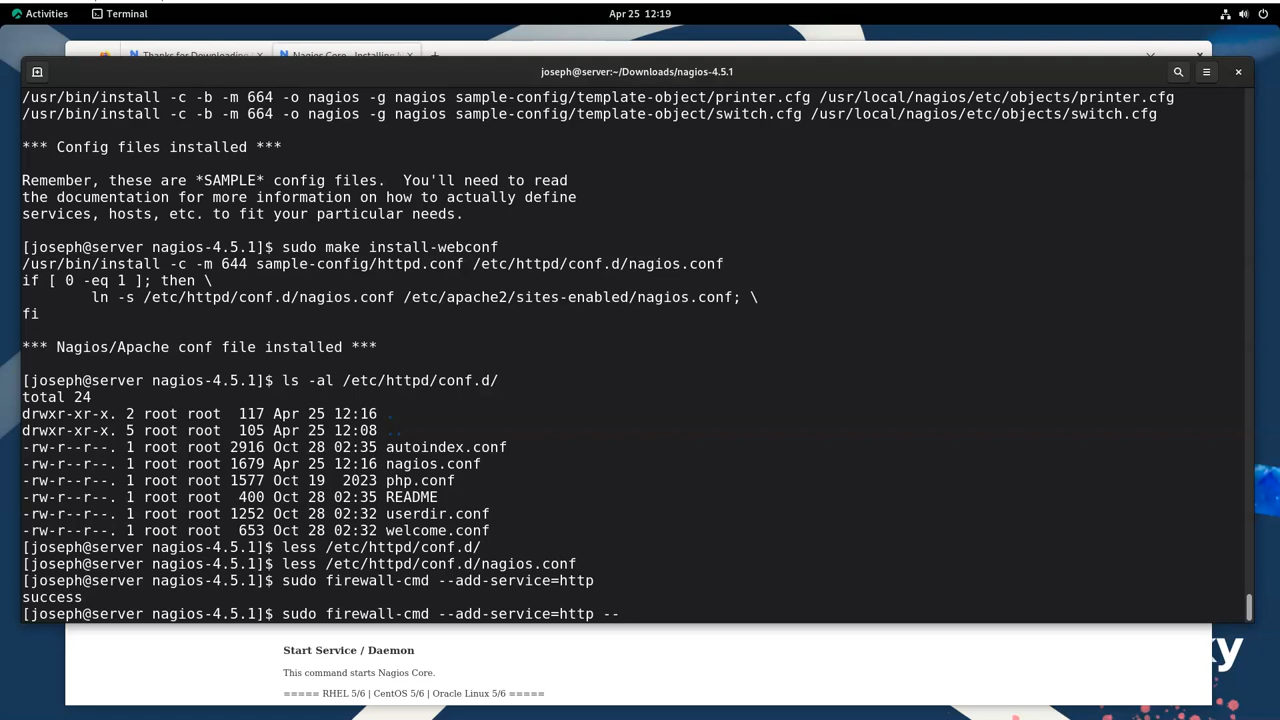 Activities Terminal Apr 25 12:19
Thanks for Downloading Nagios Core - Installing
joseph@server:~/Downloads/nagios-4.5.1
/usr/bin/install -c -b -m 664 -o nagios -g nagios sample-config/template-object/printer.cfg /usr/local/nagios/etc/objects/printer.cfg
/usr/bin/install -c -b -m 664 -o nagios -g nagios sample-config/template-object/switch.cfg /usr/local/nagios/etc/objects/switch.cfg
*** Config files installed ***
Remember, these are *SAMPLE* config files.  You'll need to read
the documentation for more information on how to actually define
services, hosts, etc. to fit your particular needs.
[joseph@server nagios-4.5.1]$ sudo make install-webconf
/usr/bin/install -c -m 644 sample-config/httpd.conf /etc/httpd/conf.d/nagios.conf
if [ 0 -eq 1 ]; then \
        ln -s /etc/httpd/conf.d/nagios.conf /etc/apache2/sites-enabled/nagios.conf; \
fi
*** Nagios/Apache conf file installed ***
[joseph@server nagios-4.5.1]$ ls -al /etc/httpd/conf.d/
total 24
drwxr-xr-x. 2 root root  117 Apr 25 12:16 .
drwxr-xr-x. 5 root root  105 Apr 25 12:08 ..
-rw-r--r--. 1 root root 2916 Oct 28 02:35 autoindex.conf
-rw-r--r--. 1 root root 1679 Apr 25 12:16 nagios.conf
-rw-r--r--. 1 root root 1577 Oct 19  2023 php.conf
-rw-r--r--. 1 root root  400 Oct 28 02:35 README
-rw-r--r--. 1 root root 1252 Oct 28 02:32 userdir.conf
-rw-r--r--. 1 root root  653 Oct 28 02:32 welcome.conf
[joseph@server nagios-4.5.1]$ less /etc/httpd/conf.d/
[joseph@server nagios-4.5.1]$ less /etc/httpd/conf.d/nagios.conf
[joseph@server nagios-4.5.1]$ sudo firewall-cmd --add-service=http
success
[joseph@server nagios-4.5.1]$ sudo firewall-cmd --add-service=http --
Start Service / Daemon
This command starts Nagios Core.
===== RHEL 5/6 | CentOS 5/6 | Oracle Linux 5/6 =====